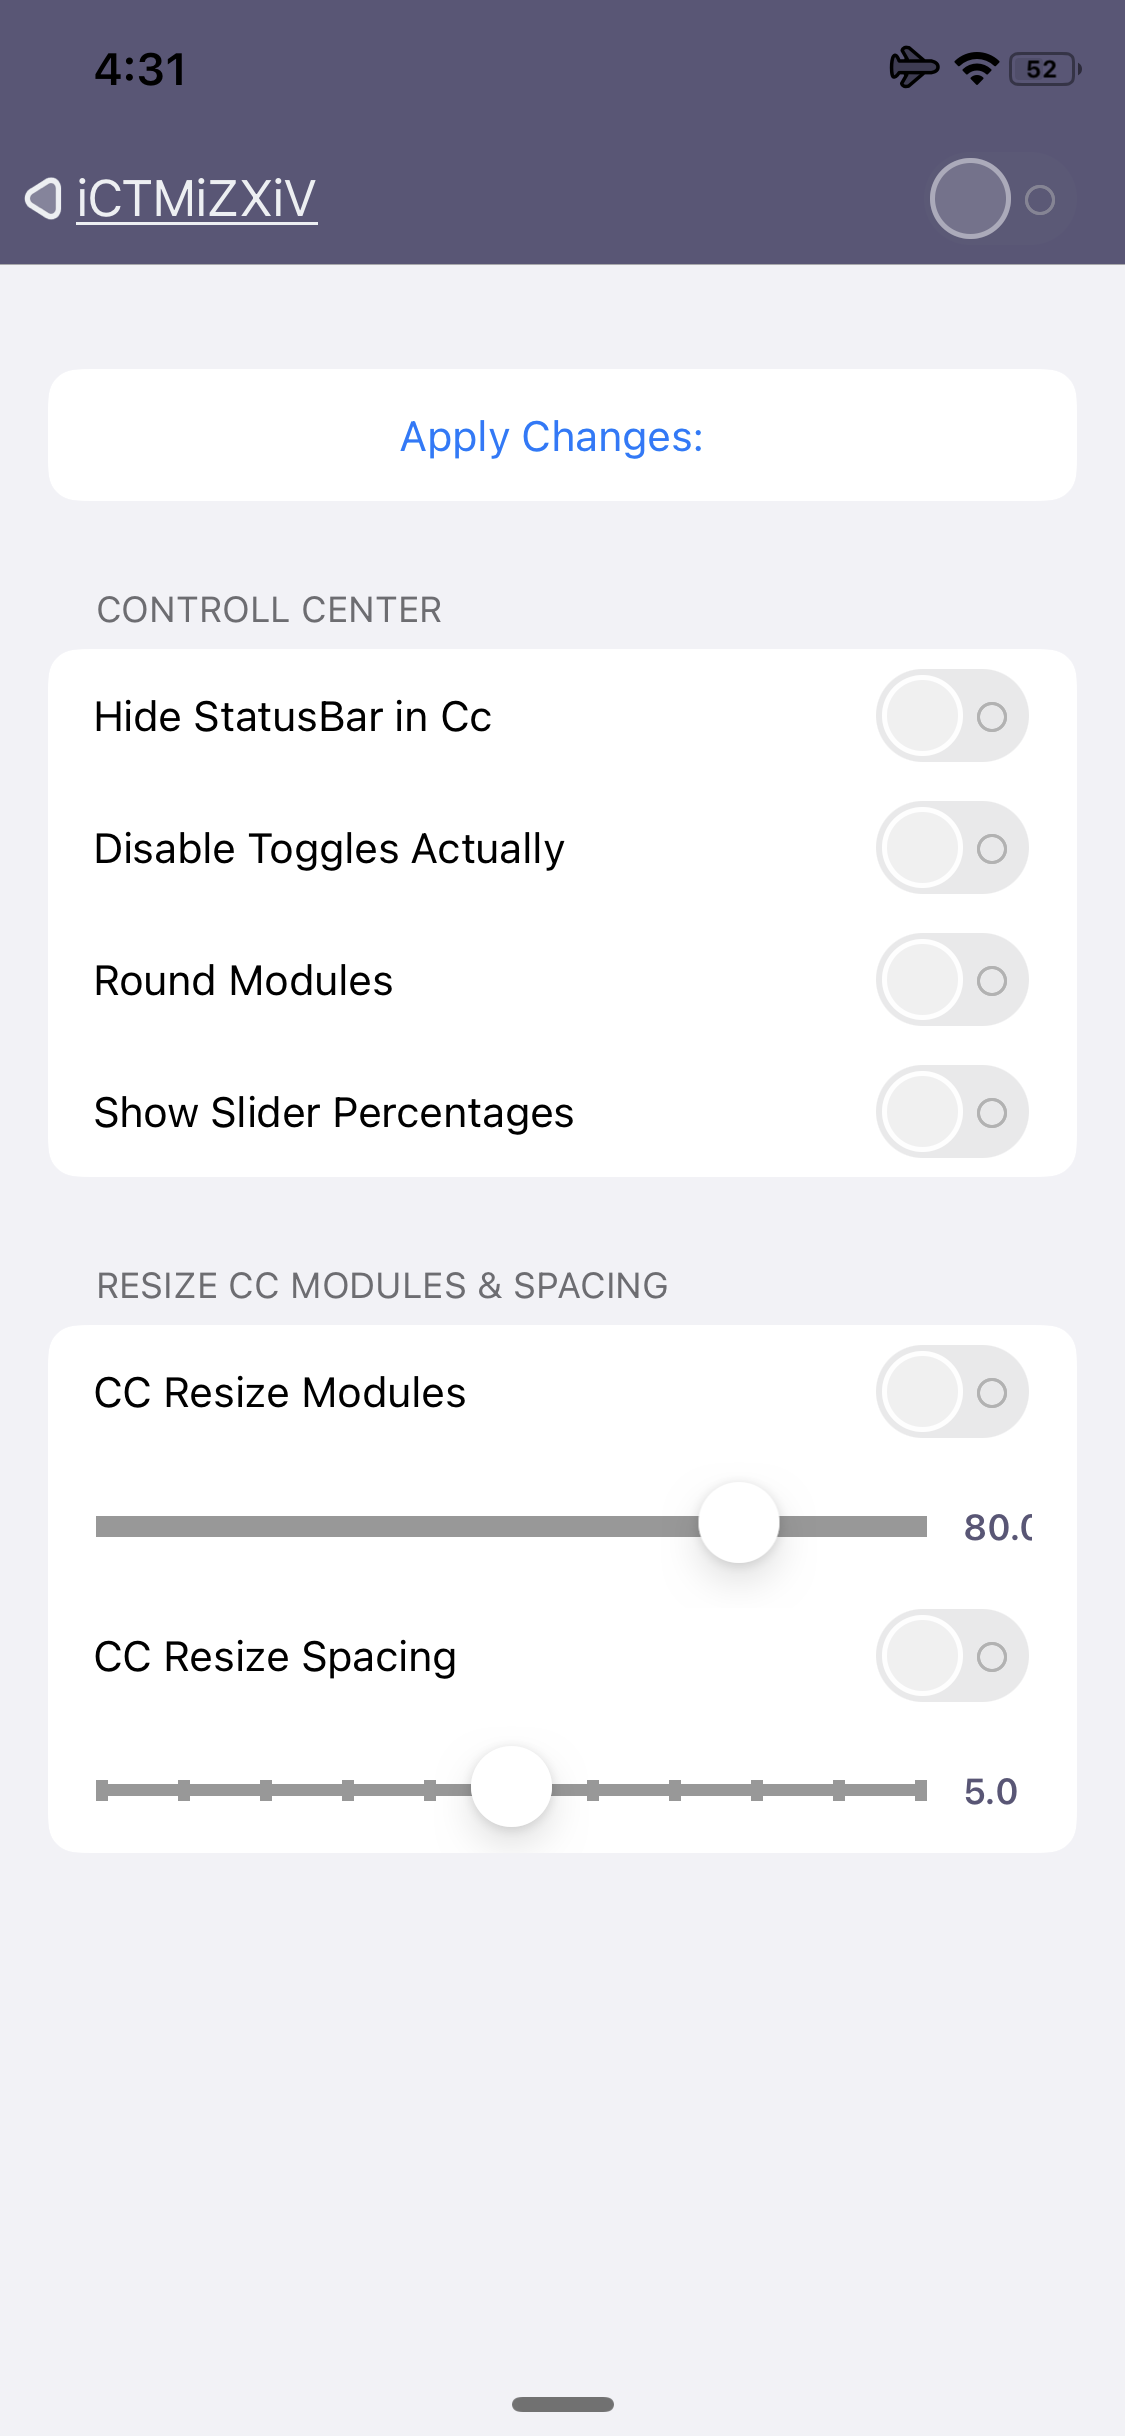 4:31
52
iCTMiZXiV
Apply Changes:
CONTROLL CENTER
Hide StatusBar in Cc
Disable Toggles Actually
Round Modules
Show Slider Percentages
RESIZE CC MODULES & SPACING
CC Resize Modules
80.0
CC Resize Spacing
5.0